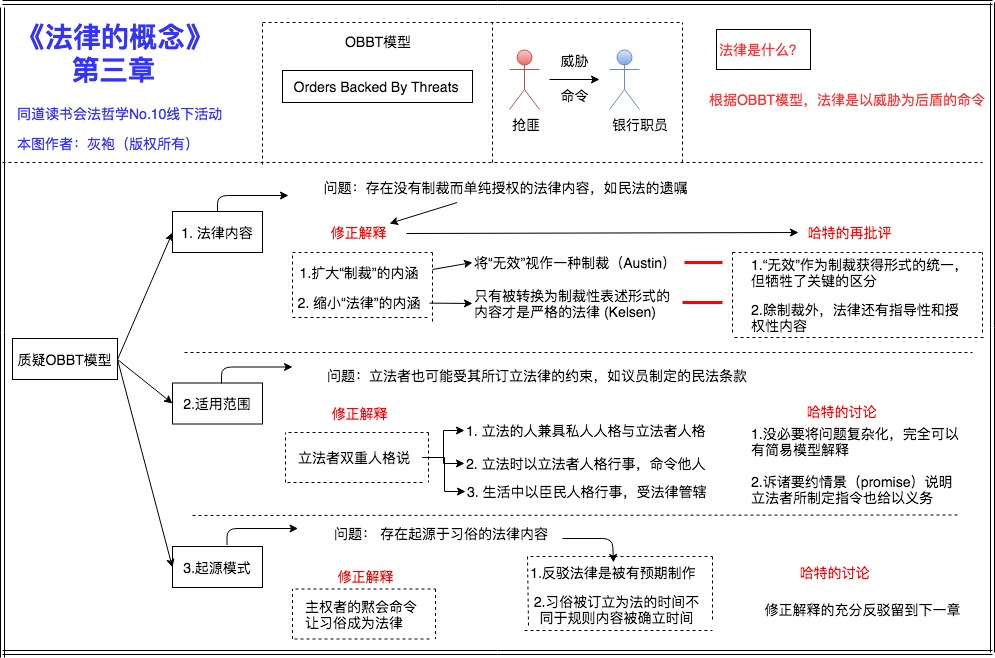 《法律的概念》
第三章
同道读书会法哲学No.10线下活动
本图作者：灰袍（版权所有）
OBBT模型
Orders Backed By Threats
威胁
命令
抢匪
银行职员
法律是什么？
根据OBBT模型，法律是以威胁为后盾的命令
质疑OBBT模型
1. 法律内容
问题：存在没有制裁而单纯授权的法律内容，如民法的遗嘱
修正解释
哈特的再批评
1.扩大“制裁”的内涵
2. 缩小“法律”的内涵
将“无效”视作一种制裁（Austin）
只有被转换为制裁性表述形式的
内容才是严格的法律 (Kelsen)
1.“无效”作为制裁获得形式的统一，
但牺牲了关键的区分
2.除制裁外，法律还有指导性和授
权性内容
2.适用范围
问题：立法者也可能受其所订立法律的约束，如议员制定的民法条款
修正解释
立法者双重人格说
1. 立法的人兼具私人人格与立法者人格
2. 立法时以立法者人格行事，命令他人
3. 生活中以臣民人格行事，受法律管辖
哈特的讨论
1.没必要将问题复杂化，完全可以
有简易模型解释
2.诉诸要约情景（promise）说明
立法者所制定指令也给以义务
3.起源模式
问题： 存在起源于习俗的法律内容
修正解释
主权者的默会命令
让习俗成为法律
1.反驳法律是被有预期制作
2.习俗被订立为法的时间不
同于规则内容被确立时间
哈特的讨论
修正解释的充分反驳留到下一章